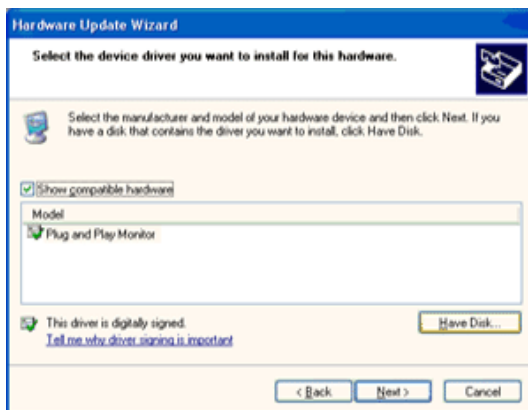 Hardware Update Wizard
Select the device driver you want to install for this hardware.
Select the manufacturer and model of your hardware device and then click Next. If you
have a disk that contains the driver you want to install, click Have Disk.
Show compatible hardware
Model
Plug and Play Monitor
This driver is digitally signed.
Have Disk...
Tell me why driver signing is important
< Back
Next >
Cancel